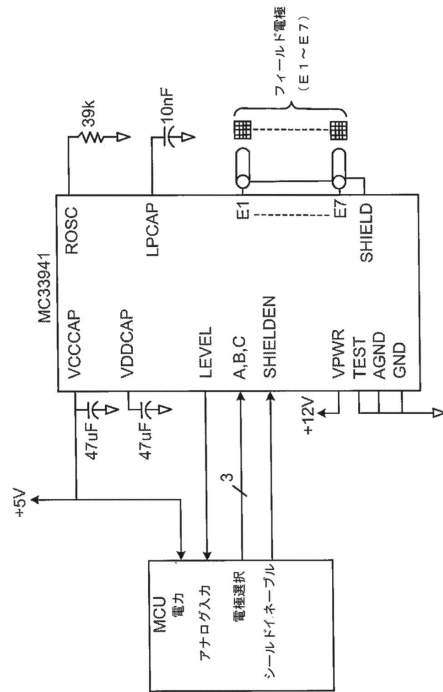 MC33941
+5V
47uF
47uF
VCCCAP
VDDCAP
LEVEL
A,B,C
SHIELDEN
VPWR
TEST
AGND
GND
ROSC
LPCAP
E1
E7
SHIELD
39k
10nF
フィールド電極
(E1~E7)
MCU
電力
アナログ入力
電極選択
シールドイネーブル
3
+12V